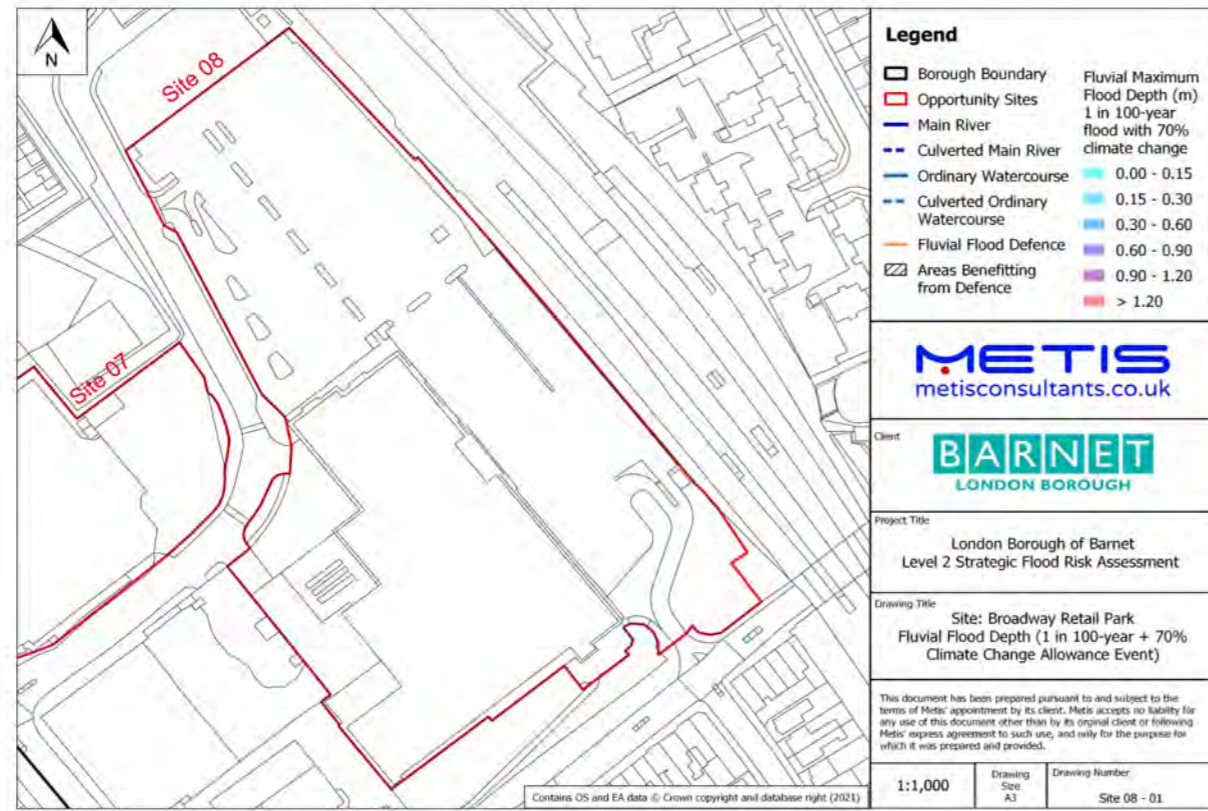 N
Site 08
Site 07
Contains OS and EA data © Crown copyright and database right (2021)
Legend
Borough Boundary
Opportunity Sites
Main River
Culverted Main River
Ordinary Watercourse
Culverted Ordinary
Watercourse
Fluvial Flood Defence
Areas Benefitting
from Defence
Fluvial Maximum
Flood Depth (m)
1 in 100-year
flood with 70%
climate change
0.00 - 0.15
0.15 - 0.30
0.30 - 0.60
0.60 - 0.90
0.90 - 1.20
> 1.20
METIS
metisconsultants.co.uk
Client
BARNET
LONDON BOROUGH
Project Title
London Borough of Barnet
Level 2 Strategic Flood Risk Assessment
Drawing Title
Site: Broadway Retail Park
Fluvial Flood Depth (1 in 100-year + 70%
Climate Change Allowance Event)
This document has been prepared pursuant to and subject to the
terms of Metis' appointment by its client. Metis accepts no liability for
any use of this document other than by its orginal client or following
Metis' express agreement to such use, and only for the purpose for
which it was prepared and provided.
1:1,000
Drawing
Size
A3
Drawing Number
Site 08 - 01